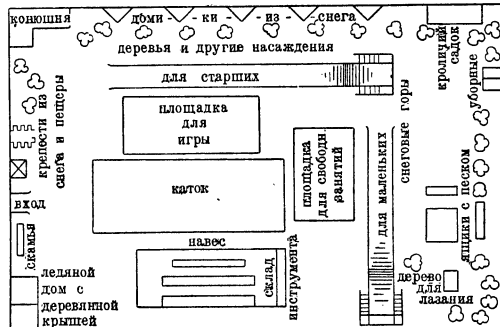 конюшня
доми-ки-из-снега
деревья и другие насаждения
кроличий
садок
уборные
для старших
крепости из
снега и пещеры
площадка
для
игры
снеговые горы
площадка
для свободн.
занятий
для маленьких
каток
ящики с песком
вход
скамья
навес
склад
инструмента
ледяной
дом с
деревянной
крышей
дерево
для
лазания